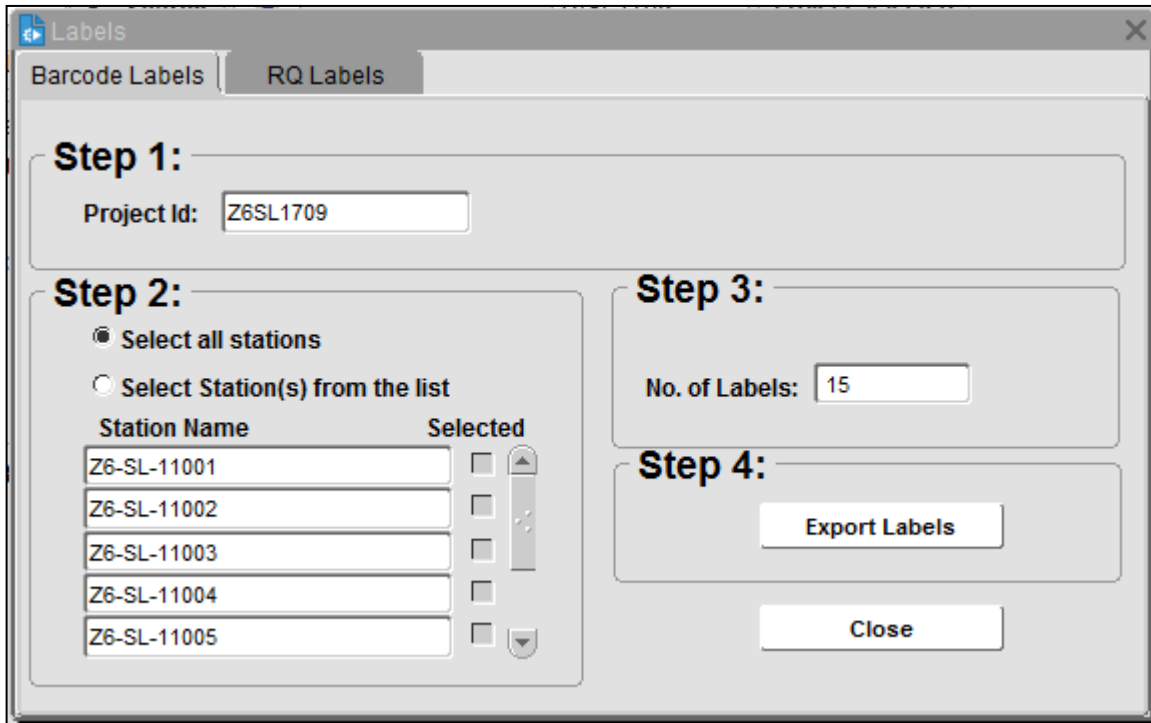 Labels
Barcode Labels RQ Labels
Step 1:
Project Id: Z6SL1709
Step 2:
Select all stations
Select Station(s) from the list
Station Name Selected
Z6-SL-11001
Z6-SL-11002
Z6-SL-11003
Z6-SL-11004
Z6-SL-11005
Step 3:
No. of Labels: 15
Step 4:
Export Labels
Close